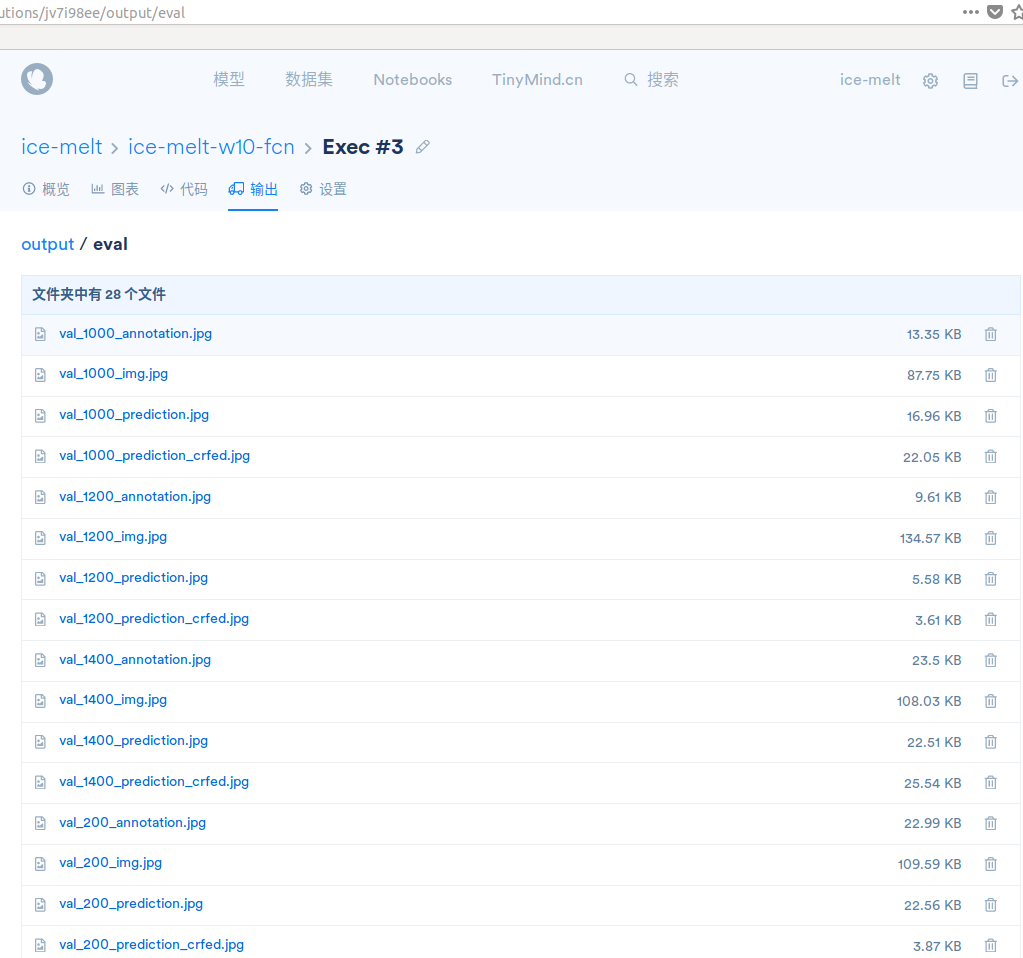 utions/jv7i98ee/output/eval
模型 数据集 Notebooks TinyMind.cn 搜索 ice-melt
ice-melt > ice-melt-w10-fcn > Exec #3
概览 图表 代码 输出 设置
output / eval
文件夹中有 28 个文件
val_1000_annotation.jpg 13.35 KB
val_1000_img.jpg 87.75 KB
val_1000_prediction.jpg 16.96 KB
val_1000_prediction_crfed.jpg 22.05 KB
val_1200_annotation.jpg 9.61 KB
val_1200_img.jpg 134.57 KB
val_1200_prediction.jpg 5.58 KB
val_1200_prediction_crfed.jpg 3.61 KB
val_1400_annotation.jpg 23.5 KB
val_1400_img.jpg 108.03 KB
val_1400_prediction.jpg 22.51 KB
val_1400_prediction_crfed.jpg 25.54 KB
val_200_annotation.jpg 22.99 KB
val_200_img.jpg 109.59 KB
val_200_prediction.jpg 22.56 KB
val_200_prediction_crfed.jpg 3.87 KB